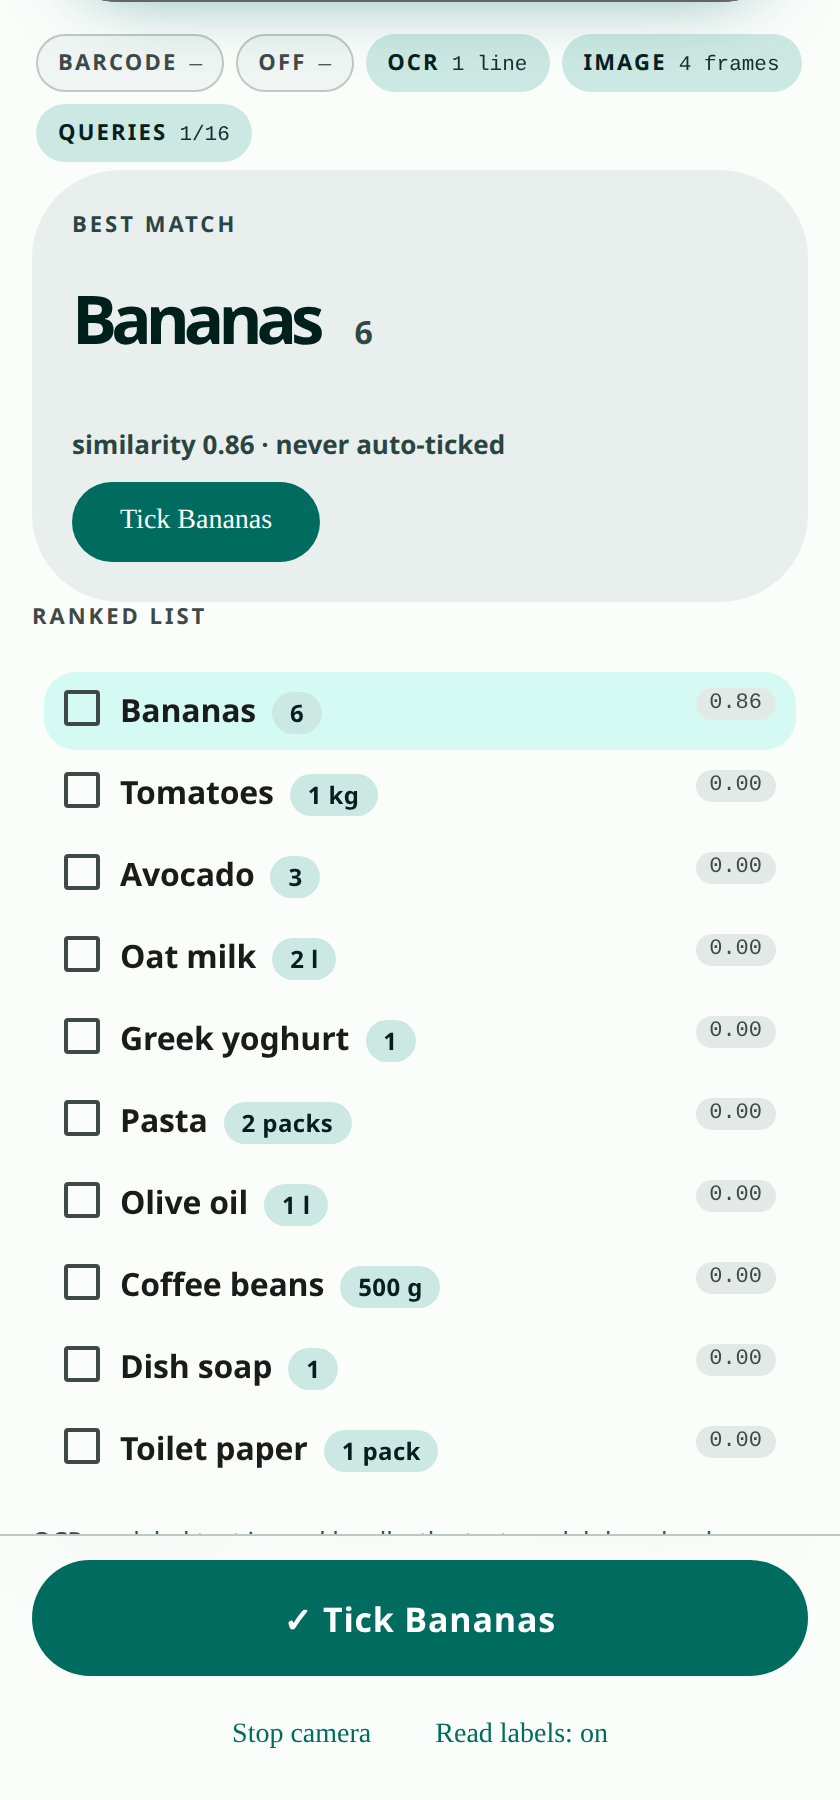 BARCODE – OFF – OCR 1 line IMAGE 4 frames
QUERIES 1/16
BEST MATCH
Bananas 6
similarity 0.86 · never auto-ticked
Tick Bananas
RANKED LIST
Bananas 6 0.86
Tomatoes 1 kg 0.00
Avocado 3 0.00
Oat milk 2 l 0.00
Greek yoghurt 1 0.00
Pasta 2 packs 0.00
Olive oil 1 l 0.00
Coffee beans 500 g 0.00
Dish soap 1 0.00
Toilet paper 1 pack 0.00
✓ Tick Bananas
Stop camera Read labels: on